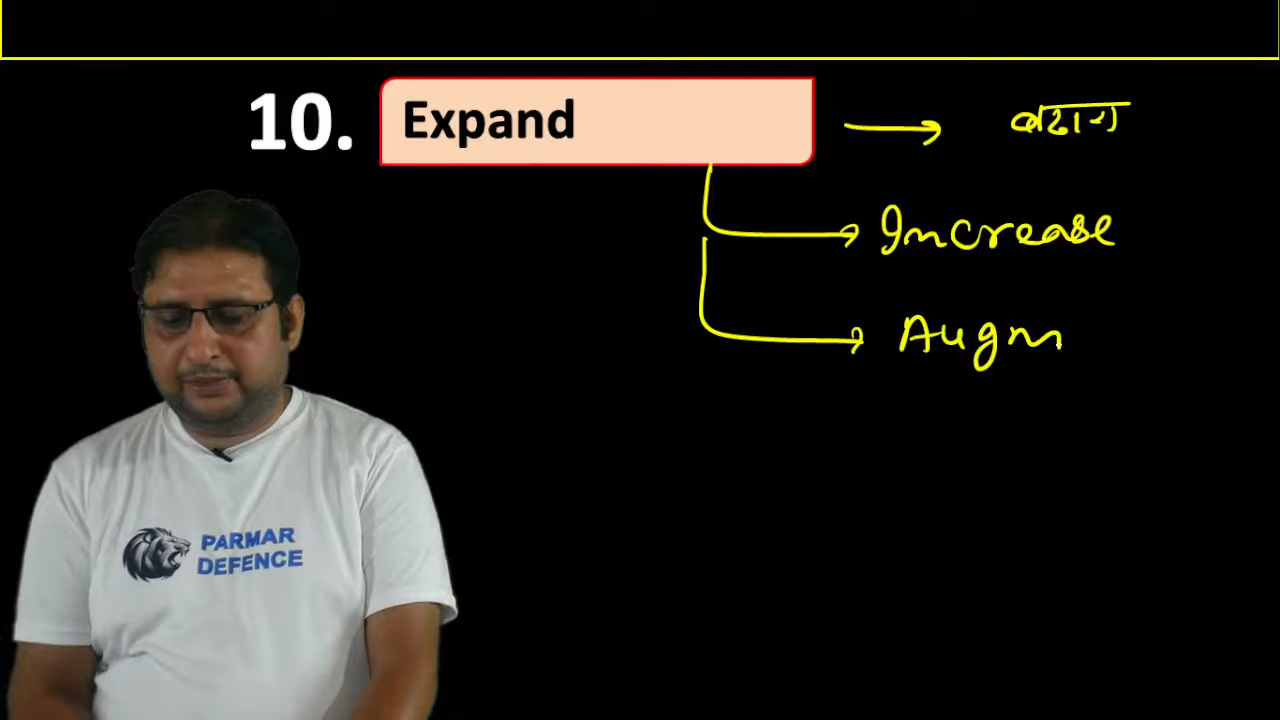 10. Expand → बढ़ाना
Increase
Augm
PARMAR
DEFENCE